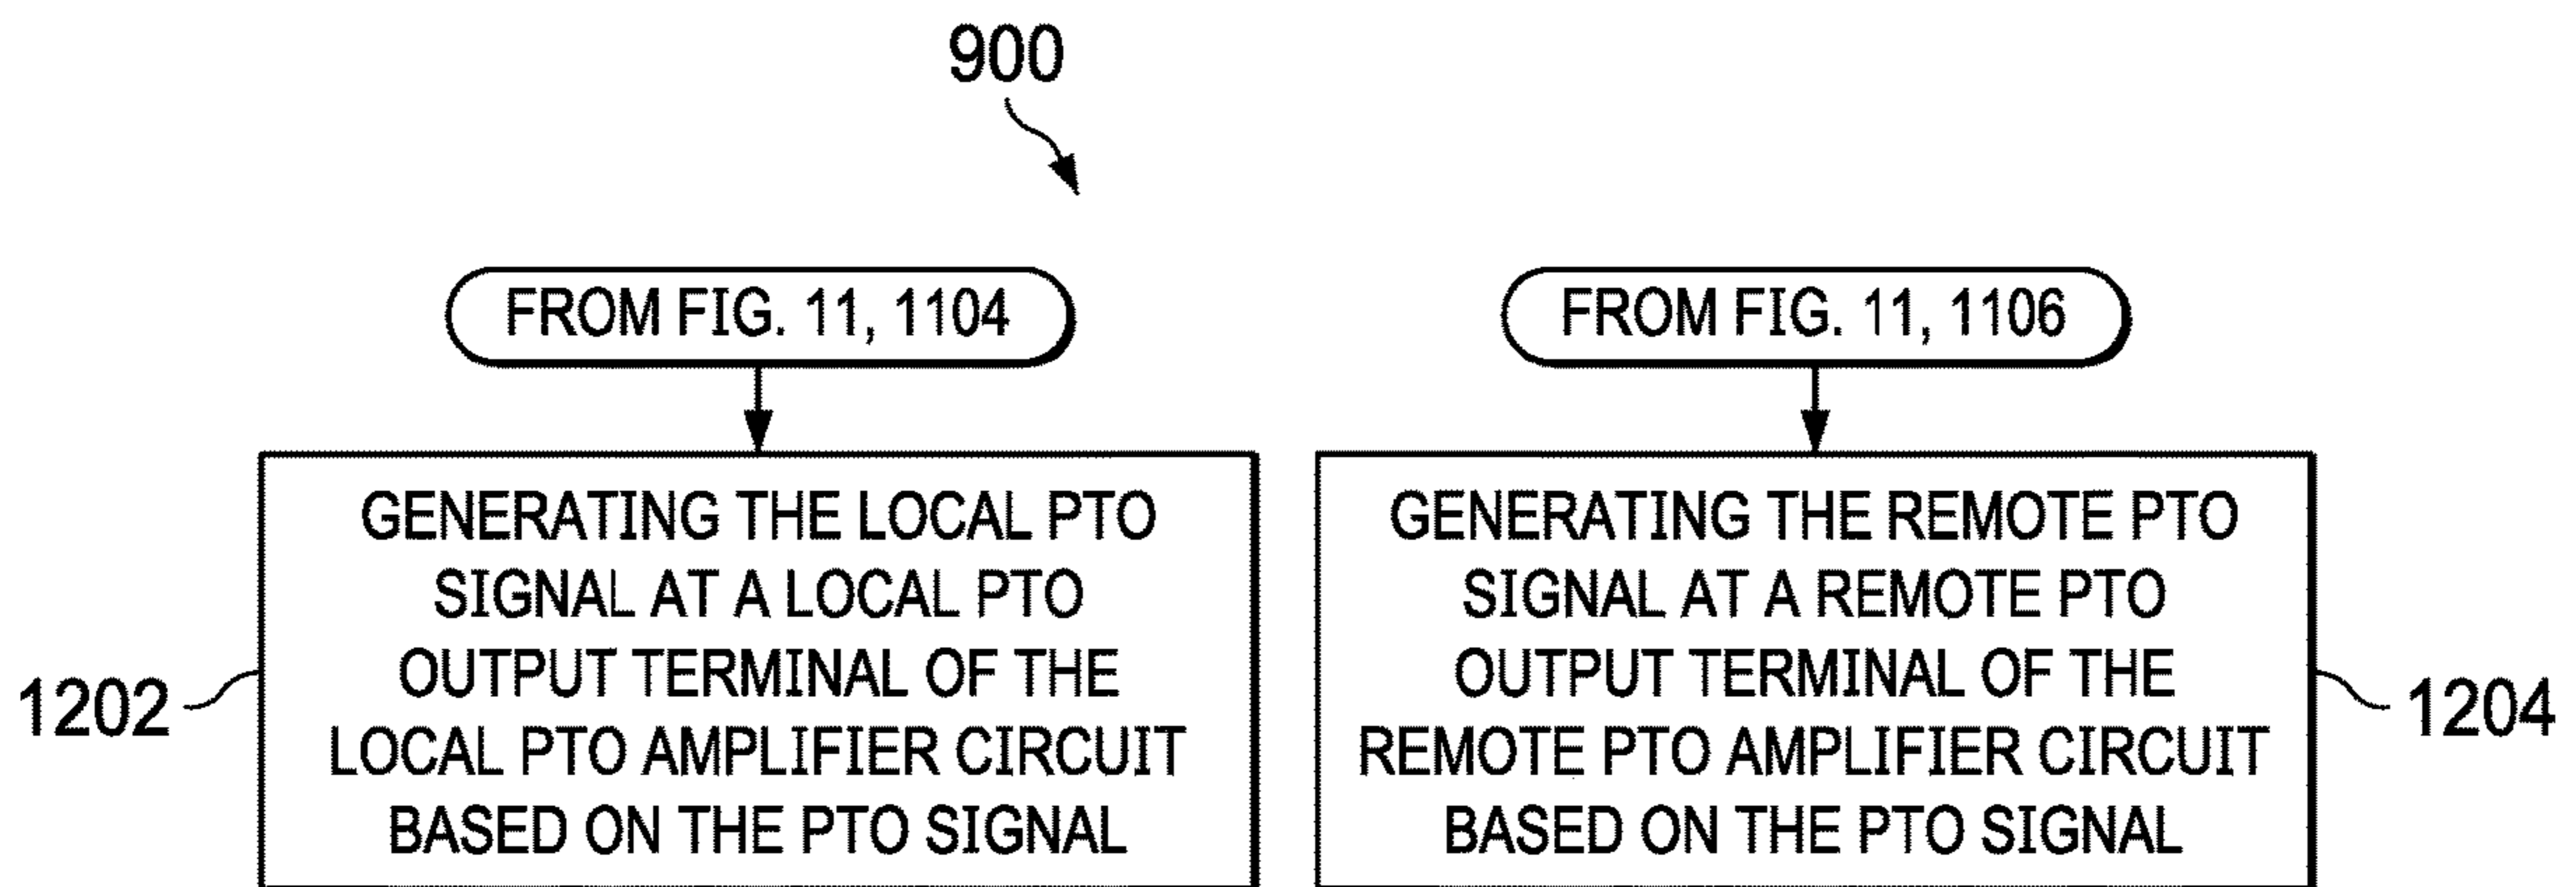 900
FROM FIG. 11, 1104
FROM FIG. 11, 1106
GENERATING THE LOCAL PTO
SIGNAL AT A LOCAL PTO
OUTPUT TERMINAL OF THE
LOCAL PTO AMPLIFIER CIRCUIT
BASED ON THE PTO SIGNAL
1202
GENERATING THE REMOTE PTO
SIGNAL AT A REMOTE PTO
OUTPUT TERMINAL OF THE
REMOTE PTO AMPLIFIER CIRCUIT
BASED ON THE PTO SIGNAL
1204